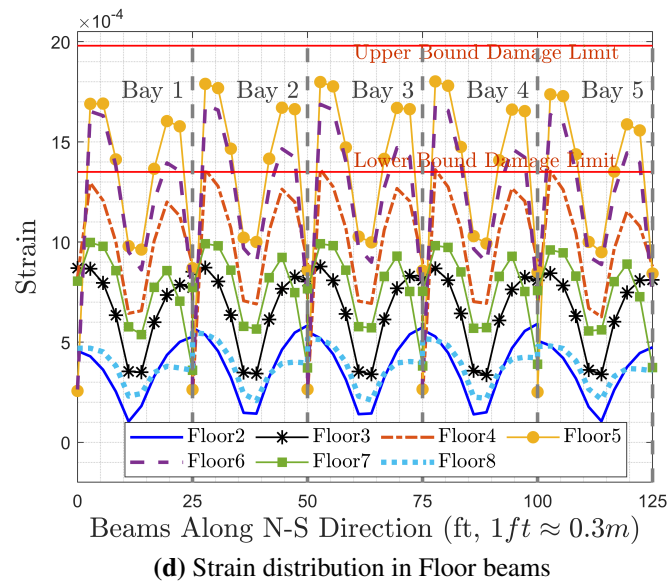 ×10⁻⁴
20
Upper Bound Damage Limit
Bay 1 Bay 2 Bay 3 Bay 4 Bay 5
15
Lower Bound Damage Limit
10
Strain
5
0
Floor2 Floor3 Floor4 Floor5
Floor6 Floor7 Floor8
0 25 50 75 100 125
Beams Along N-S Direction (ft, 1ft ≈ 0.3m)
(d) Strain distribution in Floor beams